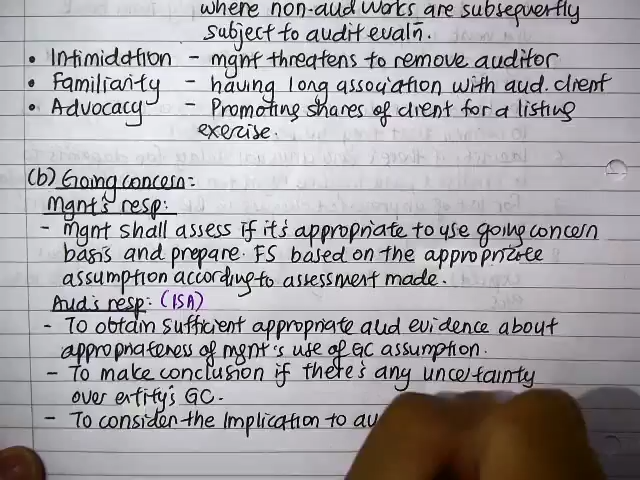 where non-aud works are subsequently
subject to audit evaln.
• Intimidation - mgnt threatens to remove auditor
• Familiarity - having long association with aud. client
• Advocacy - Promoting shares of client for a listing
exercise.
(b) Going concern:
Mgnt's resp:
- mgnt shall assess if it's appropriate to use going concern
basis and prepare FS based on the appropriate
assumption according to assessment made.
Aud's resp: (ISA)
- To obtain sufficient appropriate aud evidence about
appropriateness of mgnt's use of GC assumption.
- To make conclusion if there's any uncertainty
over entity's GC.
- To consider the implication to au